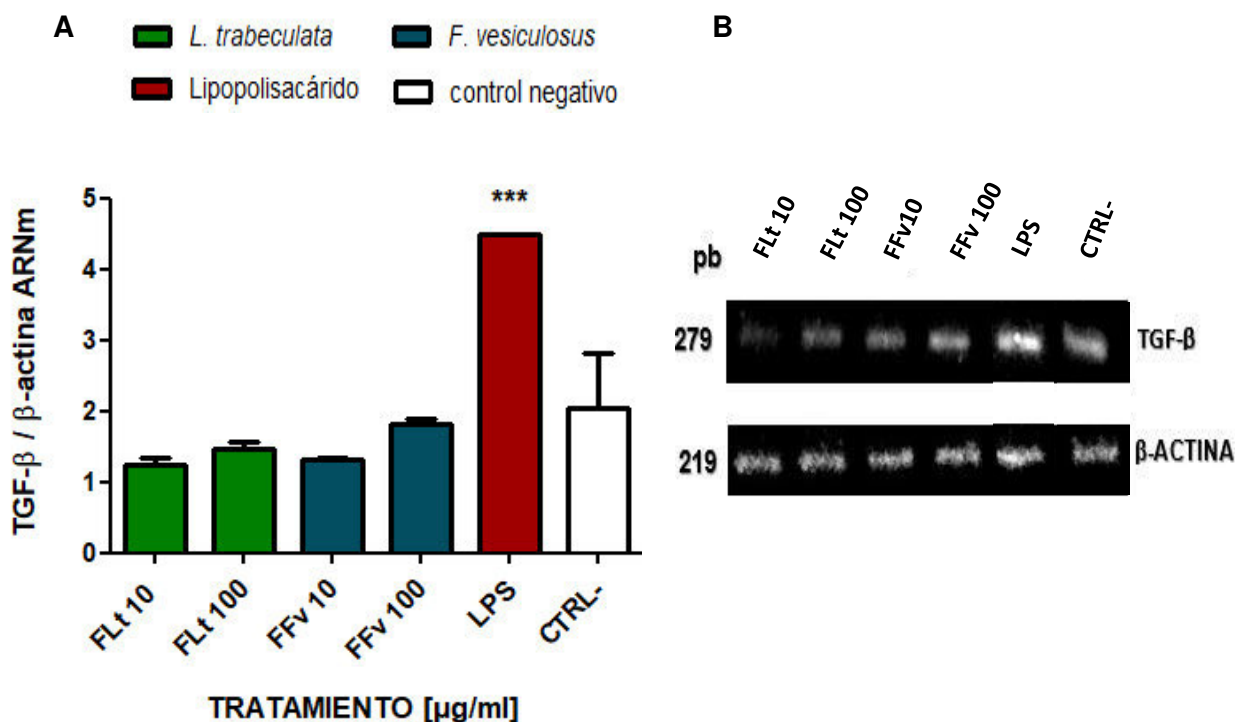 A
L. trabeculata
F. vesiculosus
Lipopolisacárido
control negativo
TGF-β / β-actina ARNm
5
4
3
2
1
0
***
FLt 10
FLt 100
FFv 10
FFv 100
LPS
CTRL-
TRATAMIENTO [µg/ml]
B
pb
FLt 10
FLt 100
FFv10
FFv 100
LPS
CTRL-
279
TGF-β
219
β-ACTINA